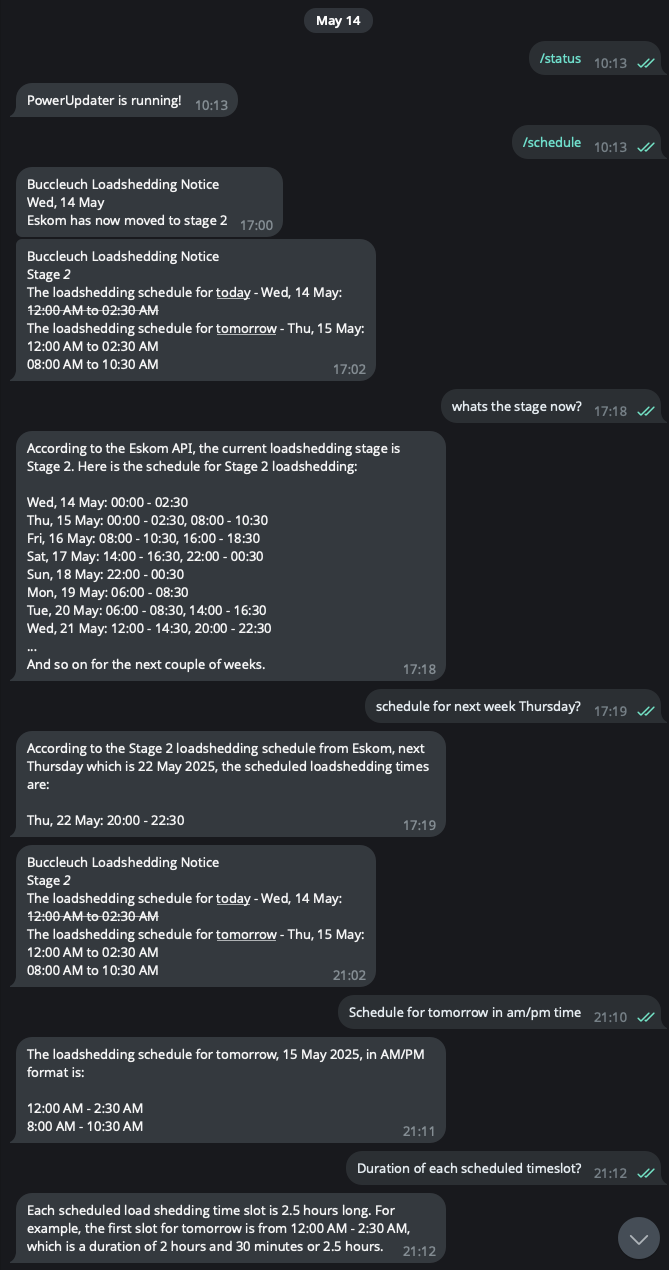 May 14
/status 10:13
PowerUpdater is running! 10:13
/schedule 10:13
Buccleuch Loadshedding Notice
Wed, 14 May
Eskom has now moved to stage 2 17:00
Buccleuch Loadshedding Notice
Stage 2
The loadshedding schedule for today - Wed, 14 May:
12:00 AM to 02:30 AM
The loadshedding schedule for tomorrow - Thu, 15 May:
12:00 AM to 02:30 AM
08:00 AM to 10:30 AM
17:02
whats the stage now? 17:18
According to the Eskom API, the current loadshedding stage is
Stage 2. Here is the schedule for Stage 2 loadshedding:
Wed, 14 May: 00:00 - 02:30
Thu, 15 May: 00:00 - 02:30, 08:00 - 10:30
Fri, 16 May: 08:00 - 10:30, 16:00 - 18:30
Sat, 17 May: 14:00 - 16:30, 22:00 - 00:30
Sun, 18 May: 22:00 - 00:30
Mon, 19 May: 06:00 - 08:30
Tue, 20 May: 06:00 - 08:30, 14:00 - 16:30
Wed, 21 May: 12:00 - 14:30, 20:00 - 22:30
...
And so on for the next couple of weeks.
17:18
schedule for next week Thursday? 17:19
According to the Stage 2 loadshedding schedule from Eskom, next
Thursday which is 22 May 2025, the scheduled loadshedding times
are:
Thu, 22 May: 20:00 - 22:30
17:19
Buccleuch Loadshedding Notice
Stage 2
The loadshedding schedule for today - Wed, 14 May:
12:00 AM to 02:30 AM
The loadshedding schedule for tomorrow - Thu, 15 May:
12:00 AM to 02:30 AM
08:00 AM to 10:30 AM
21:02
Schedule for tomorrow in am/pm time 21:10
The loadshedding schedule for tomorrow, 15 May 2025, in AM/PM
format is:
12:00 AM - 2:30 AM
8:00 AM - 10:30 AM
21:11
Duration of each scheduled timeslot? 21:12
Each scheduled load shedding time slot is 2.5 hours long. For
example, the first slot for tomorrow is from 12:00 AM - 2:30 AM,
which is a duration of 2 hours and 30 minutes or 2.5 hours. 21:12